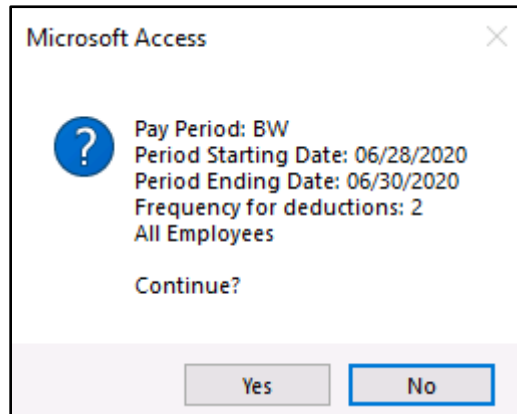 Microsoft Access
?
Pay Period: BW
Period Starting Date: 06/28/2020
Period Ending Date: 06/30/2020
Frequency for deductions: 2
All Employees
Continue?
Yes
No